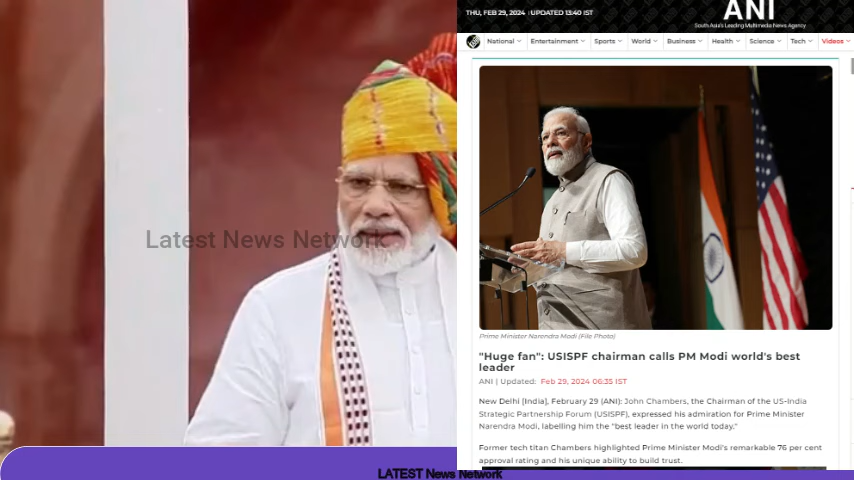 Latest News Network
THU, FEB 29, 2024 | UPDATED 13:40 IST
ANI
South Asia's Leading Multimedia News Agency
National
Entertainment
Sports
World
Business
Health
Science
Tech
Videos
Prime Minister Narendra Modi (File Photo)
"Huge fan": USISPF chairman calls PM Modi world's best
leader
ANI | Updated: Feb 29, 2024 06:35 IST
New Delhi [India], February 29 (ANI): John Chambers, the Chairman of the US-India
Strategic Partnership Forum (USISPF), expressed his admiration for Prime Minister
Narendra Modi, labelling him the "best leader in the world today."
Former tech titan Chambers highlighted Prime Minister Modi's remarkable 76 per cent
approval rating and his unique ability to build trust.
LATEST News Network